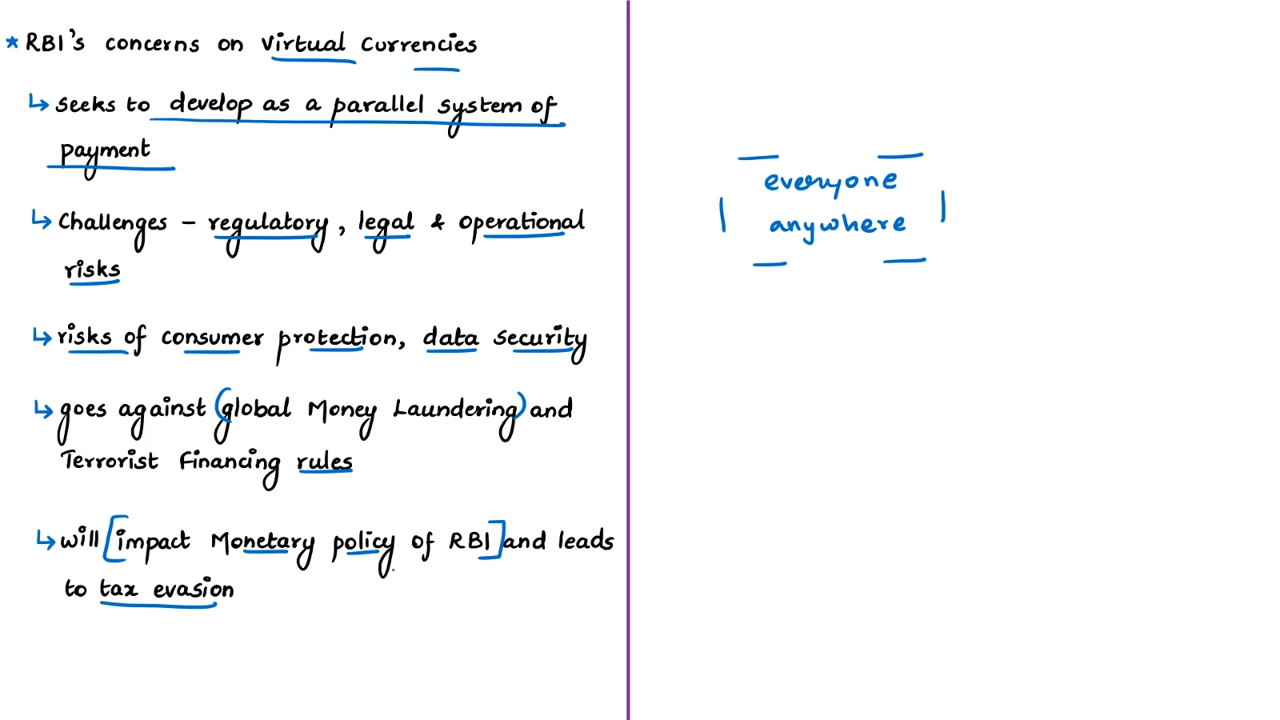 * RBI's concerns on Virtual Currencies
↳ seeks to develop as a parallel system of
payment
↳ Challenges – regulatory, legal & operational
risks
↳ risks of consumer protection, data security
↳ goes against (global Money Laundering) and
Terrorist Financing rules
↳ will [impact Monetary policy of RBI] and leads
to tax evasion
everyone
anywhere